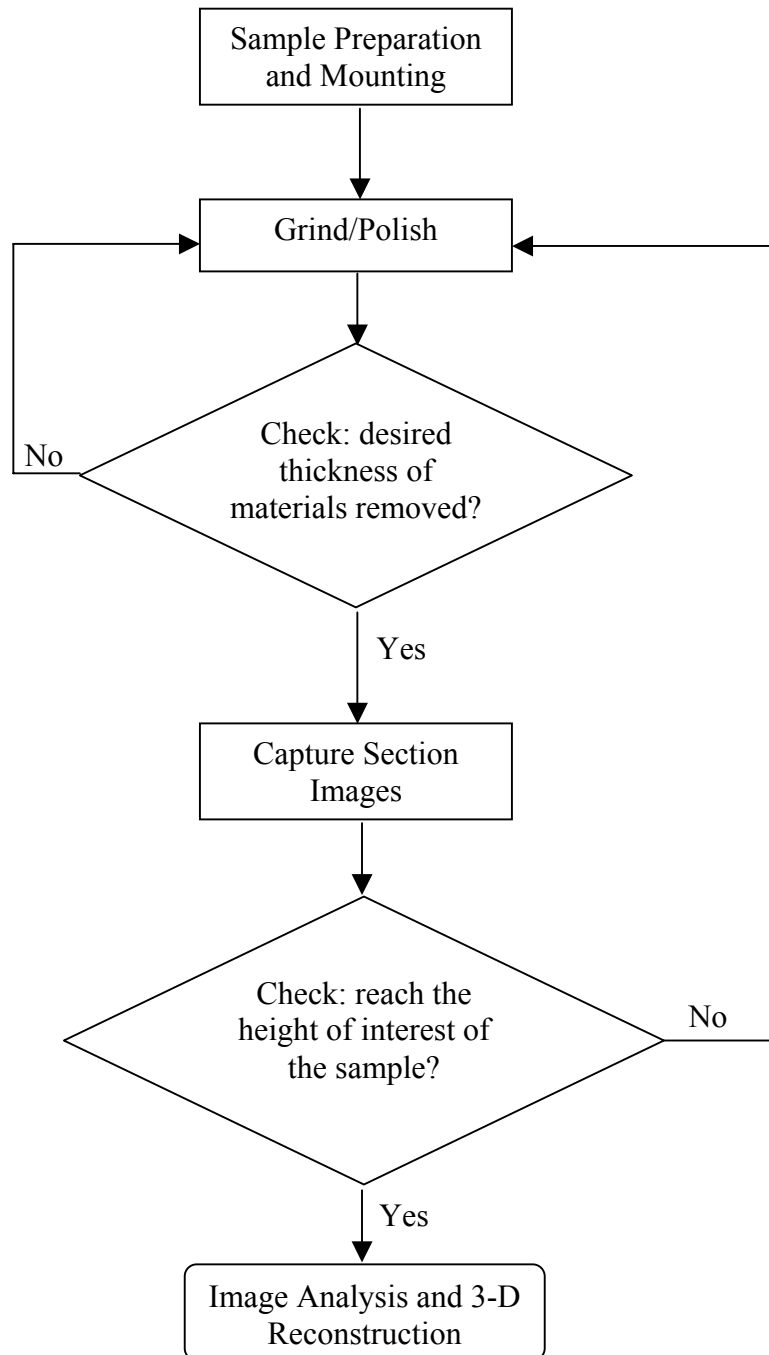 Sample Preparation
and Mounting
Grind/Polish
Check: desired
thickness of
materials removed?
No
Yes
Capture Section
Images
Check: reach the
height of interest of
the sample?
No
Yes
Image Analysis and 3-D
Reconstruction